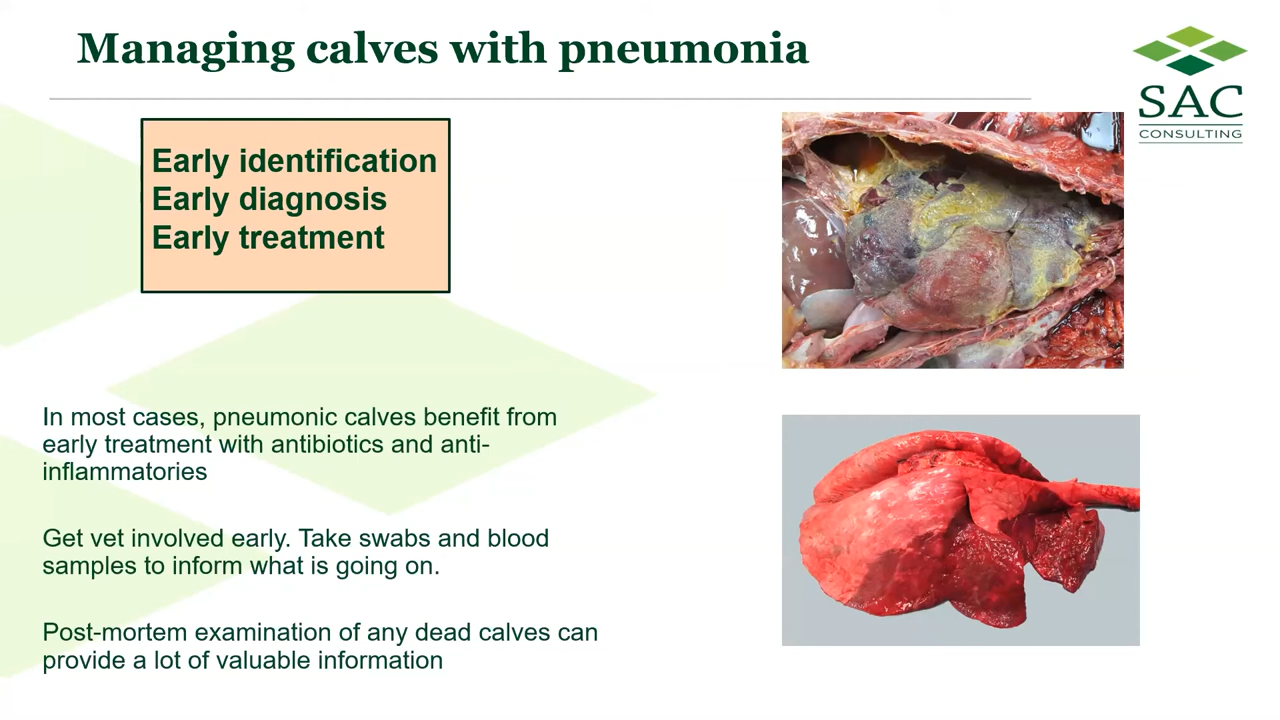 Managing calves with pneumonia
SAC
CONSULTING
Early identification
Early diagnosis
Early treatment
In most cases, pneumonic calves benefit from
early treatment with antibiotics and anti-
inflammatories
Get vet involved early. Take swabs and blood
samples to inform what is going on.
Post-mortem examination of any dead calves can
provide a lot of valuable information